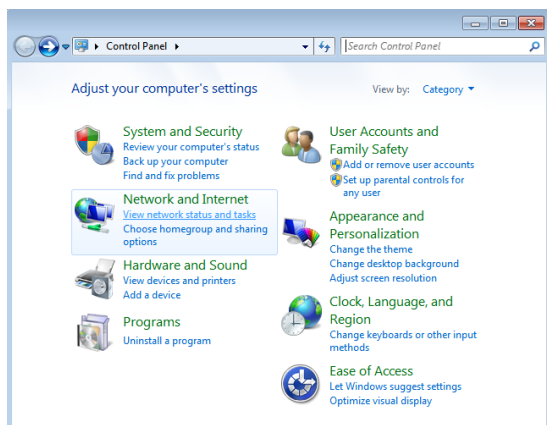 Control Panel
Search Control Panel
Adjust your computer's settings
View by: Category
System and Security
Review your computer's status
Back up your computer
Find and fix problems
Network and Internet
View network status and tasks
Choose homegroup and sharing
options
Hardware and Sound
View devices and printers
Add a device
Programs
Uninstall a program
User Accounts and
Family Safety
Add or remove user accounts
Set up parental controls for
any user
Appearance and
Personalization
Change the theme
Change desktop background
Adjust screen resolution
Clock, Language, and
Region
Change keyboards or other input
methods
Ease of Access
Let Windows suggest settings
Optimize visual display